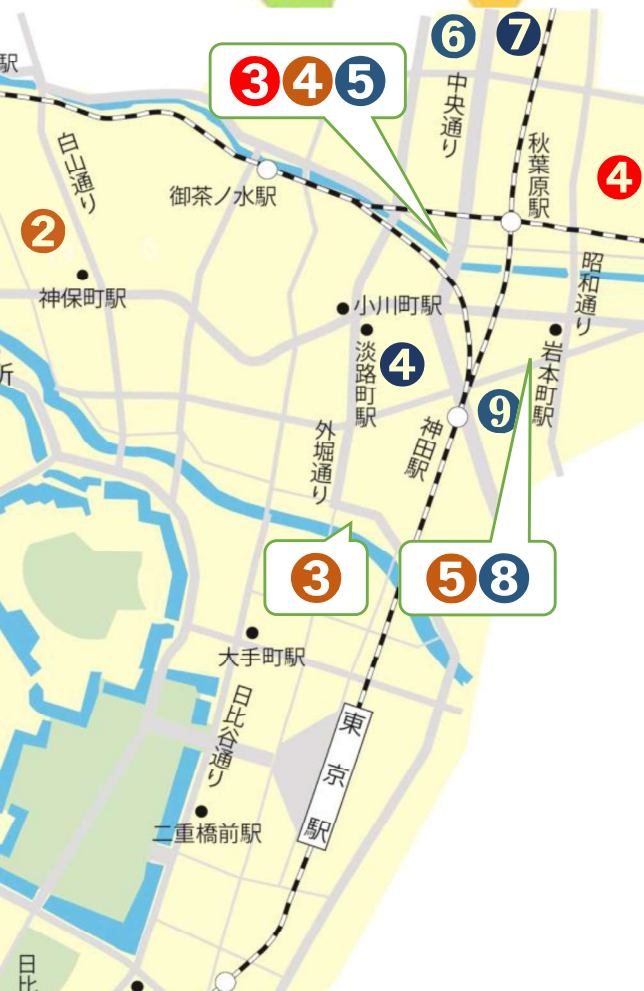 6 7
駅
3 4 5
中央通り
秋葉原駅
白山通り
御茶ノ水駅
4
2
神保町駅
昭和通り
小川町駅
淡路町駅
4
岩本町駅
所
9
外堀通り
神田駅
3
5 8
大手町駅
日比谷通り
東京駅
二重橋前駅
日比